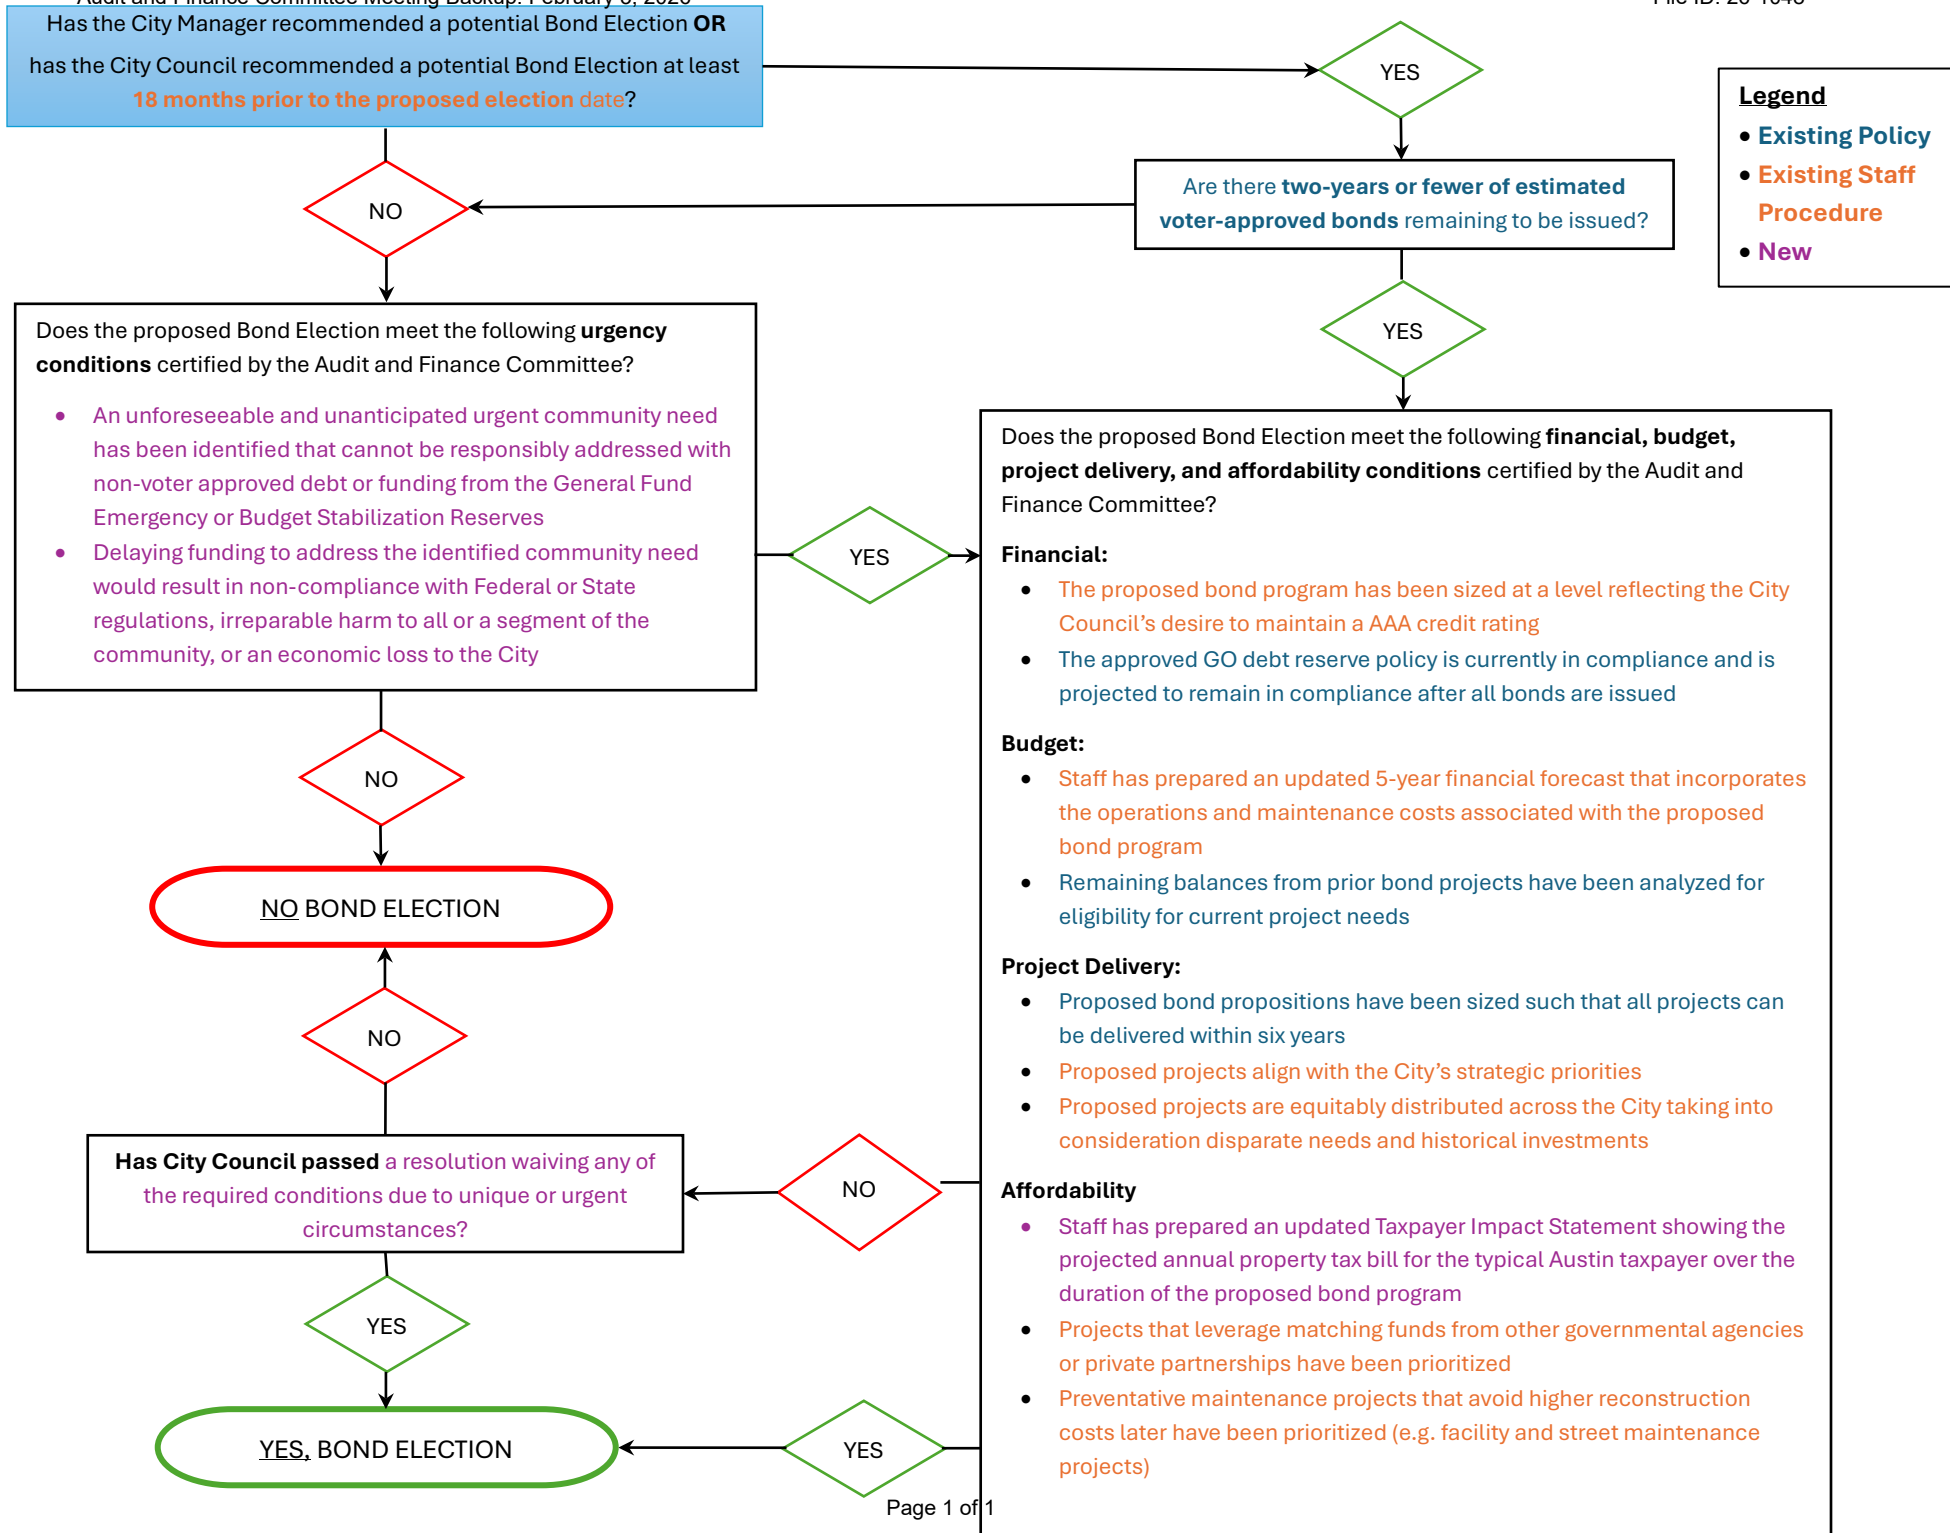 Audit and Finance Committee Meeting Backup: February
Has the City Manager recommended a potential Bond Election OR
has the City Council recommended a potential Bond Election at least
18 months prior to the proposed election date?
YES
Legend
• Existing Policy
• Existing Staff
Procedure
• New
Are there two-years or fewer of estimated
voter-approved bonds remaining to be issued?
NO
YES
Does the proposed Bond Election meet the following urgency
conditions certified by the Audit and Finance Committee?
• An unforeseeable and unanticipated urgent community need
has been identified that cannot be responsibly addressed with
non-voter approved debt or funding from the General Fund
Emergency or Budget Stabilization Reserves
• Delaying funding to address the identified community need
would result in non-compliance with Federal or State
regulations, irreparable harm to all or a segment of the
community, or an economic loss to the City
YES
NO
NO BOND ELECTION
NO
Has City Council passed a resolution waiving any of
the required conditions due to unique or urgent
circumstances?
NO
YES
YES, BOND ELECTION
YES
Does the proposed Bond Election meet the following financial, budget,
project delivery, and affordability conditions certified by the Audit and
Finance Committee?
Financial:
• The proposed bond program has been sized at a level reflecting the City
Council’s desire to maintain a AAA credit rating
• The approved GO debt reserve policy is currently in compliance and is
projected to remain in compliance after all bonds are issued
Budget:
• Staff has prepared an updated 5-year financial forecast that incorporates
the operations and maintenance costs associated with the proposed
bond program
• Remaining balances from prior bond projects have been analyzed for
eligibility for current project needs
Project Delivery:
• Proposed bond propositions have been sized such that all projects can
be delivered within six years
• Proposed projects align with the City’s strategic priorities
• Proposed projects are equitably distributed across the City taking into
consideration disparate needs and historical investments
Affordability
• Staff has prepared an updated Taxpayer Impact Statement showing the
projected annual property tax bill for the typical Austin taxpayer over the
duration of the proposed bond program
• Projects that leverage matching funds from other governmental agencies
or private partnerships have been prioritized
• Preventative maintenance projects that avoid higher reconstruction
costs later have been prioritized (e.g. facility and street maintenance
projects)
Page 1 of 1